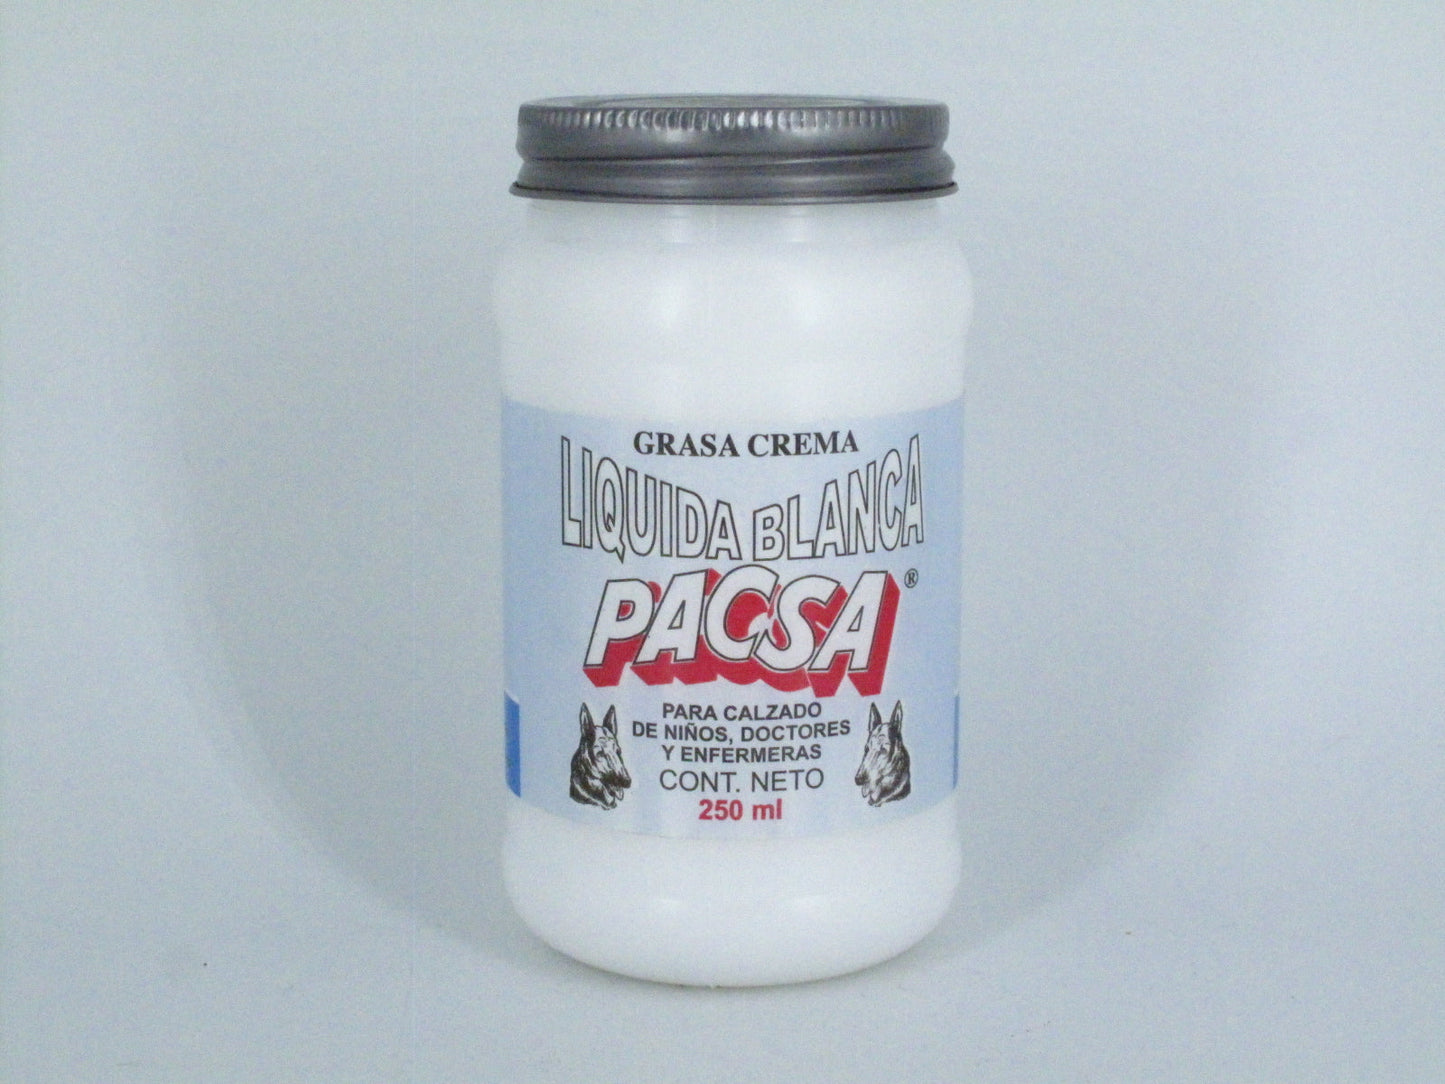 GRASA CREMA
LIQUIDA BLANCA
PACSA®
PARA CALZADO
DE NIÑOS, DOCTORES
Y ENFERMERAS
CONT. NETO
250 ml